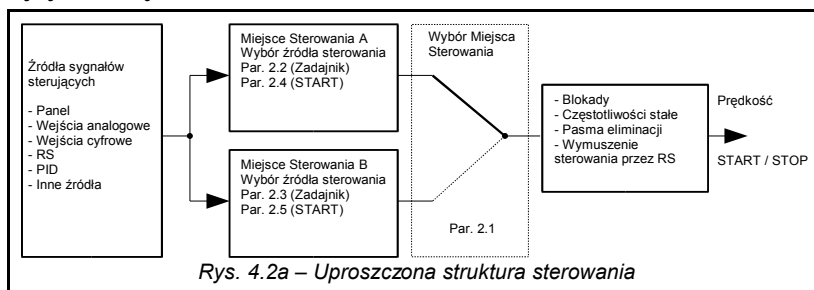 Źródła sygnałów
sterujących
- Panel
- Wejścia analogowe
- Wejścia cyfrowe
- RS
- PID
- Inne źródła
Miejsce Sterowania A
Wybór źródła sterowania
Par. 2.2 (Zadajnik)
Par. 2.4 (START)
Miejsce Sterowania B
Wybór źródła sterowania
Par. 2.3 (Zadajnik)
Par. 2.5 (START)
Wybór Miejsca
Sterowania
Par. 2.1
- Blokady
- Częstotliwości stałe
- Pasma eliminacji
- Wymuszenie
sterowania przez RS
Prędkość
START / STOP
Rys. 4.2a – Uproszczona struktura sterowania